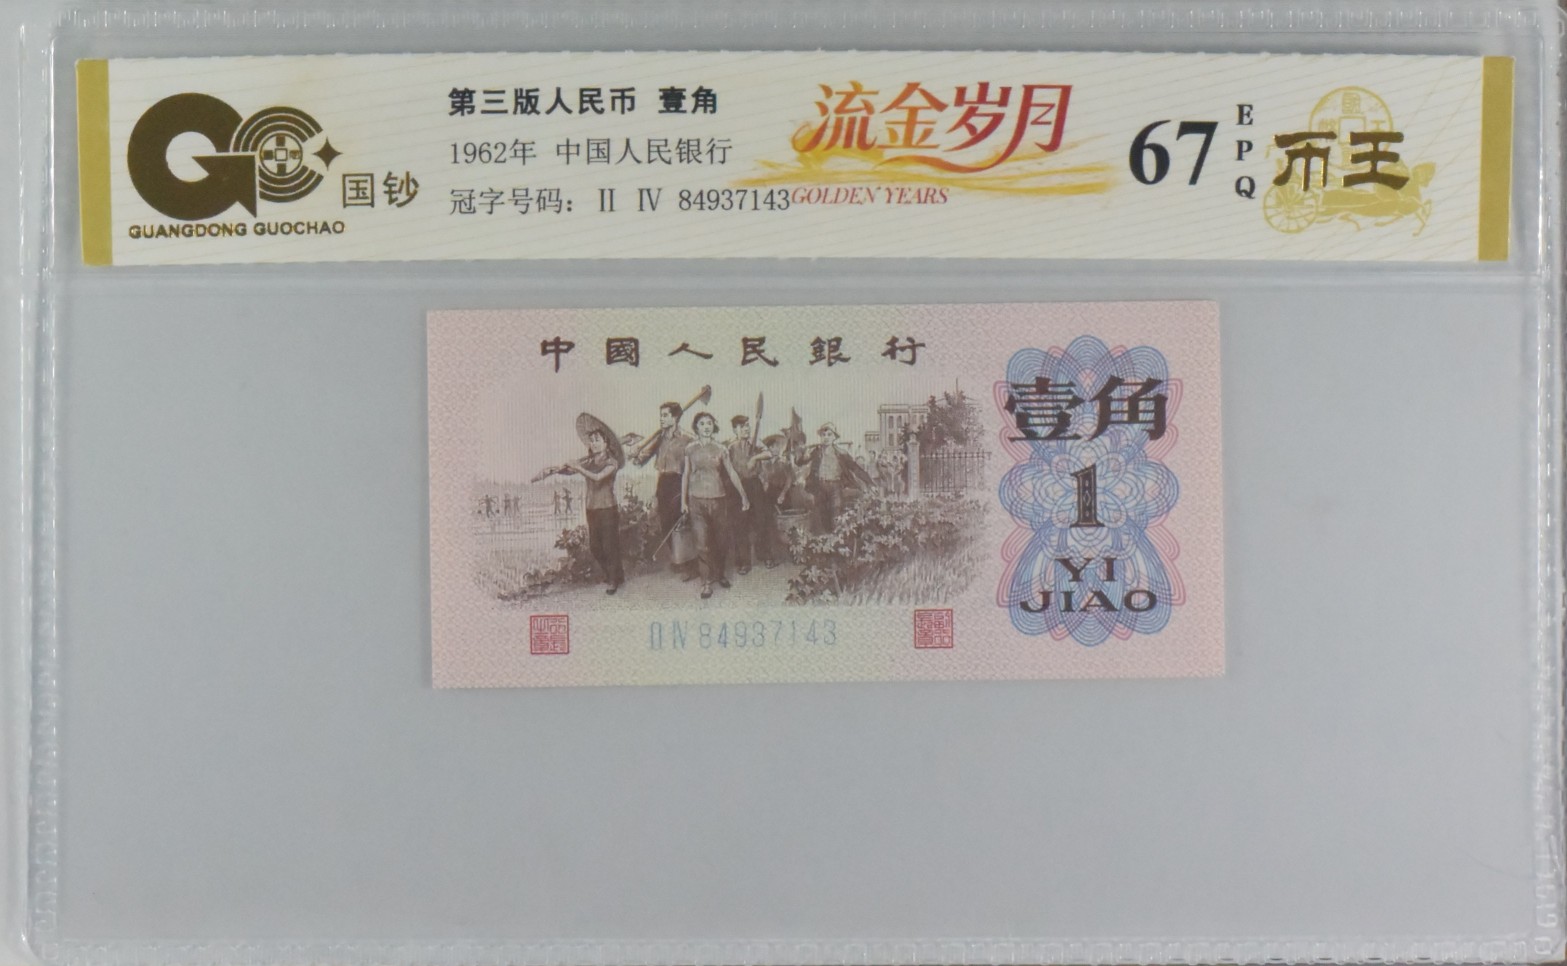 GC
国钞
GUANGDONG GUOCHAO
第三版人民币 壹角
1962年 中国人民银行
冠字号码: II IV 84937143
流金岁月
GOLDEN YEARS
67
EPQ
币王
中國人民銀行
壹角
1
YI
JIAO
II IV 84937143